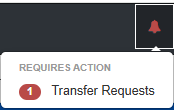 REQUIRES ACTION
1 Transfer Requests